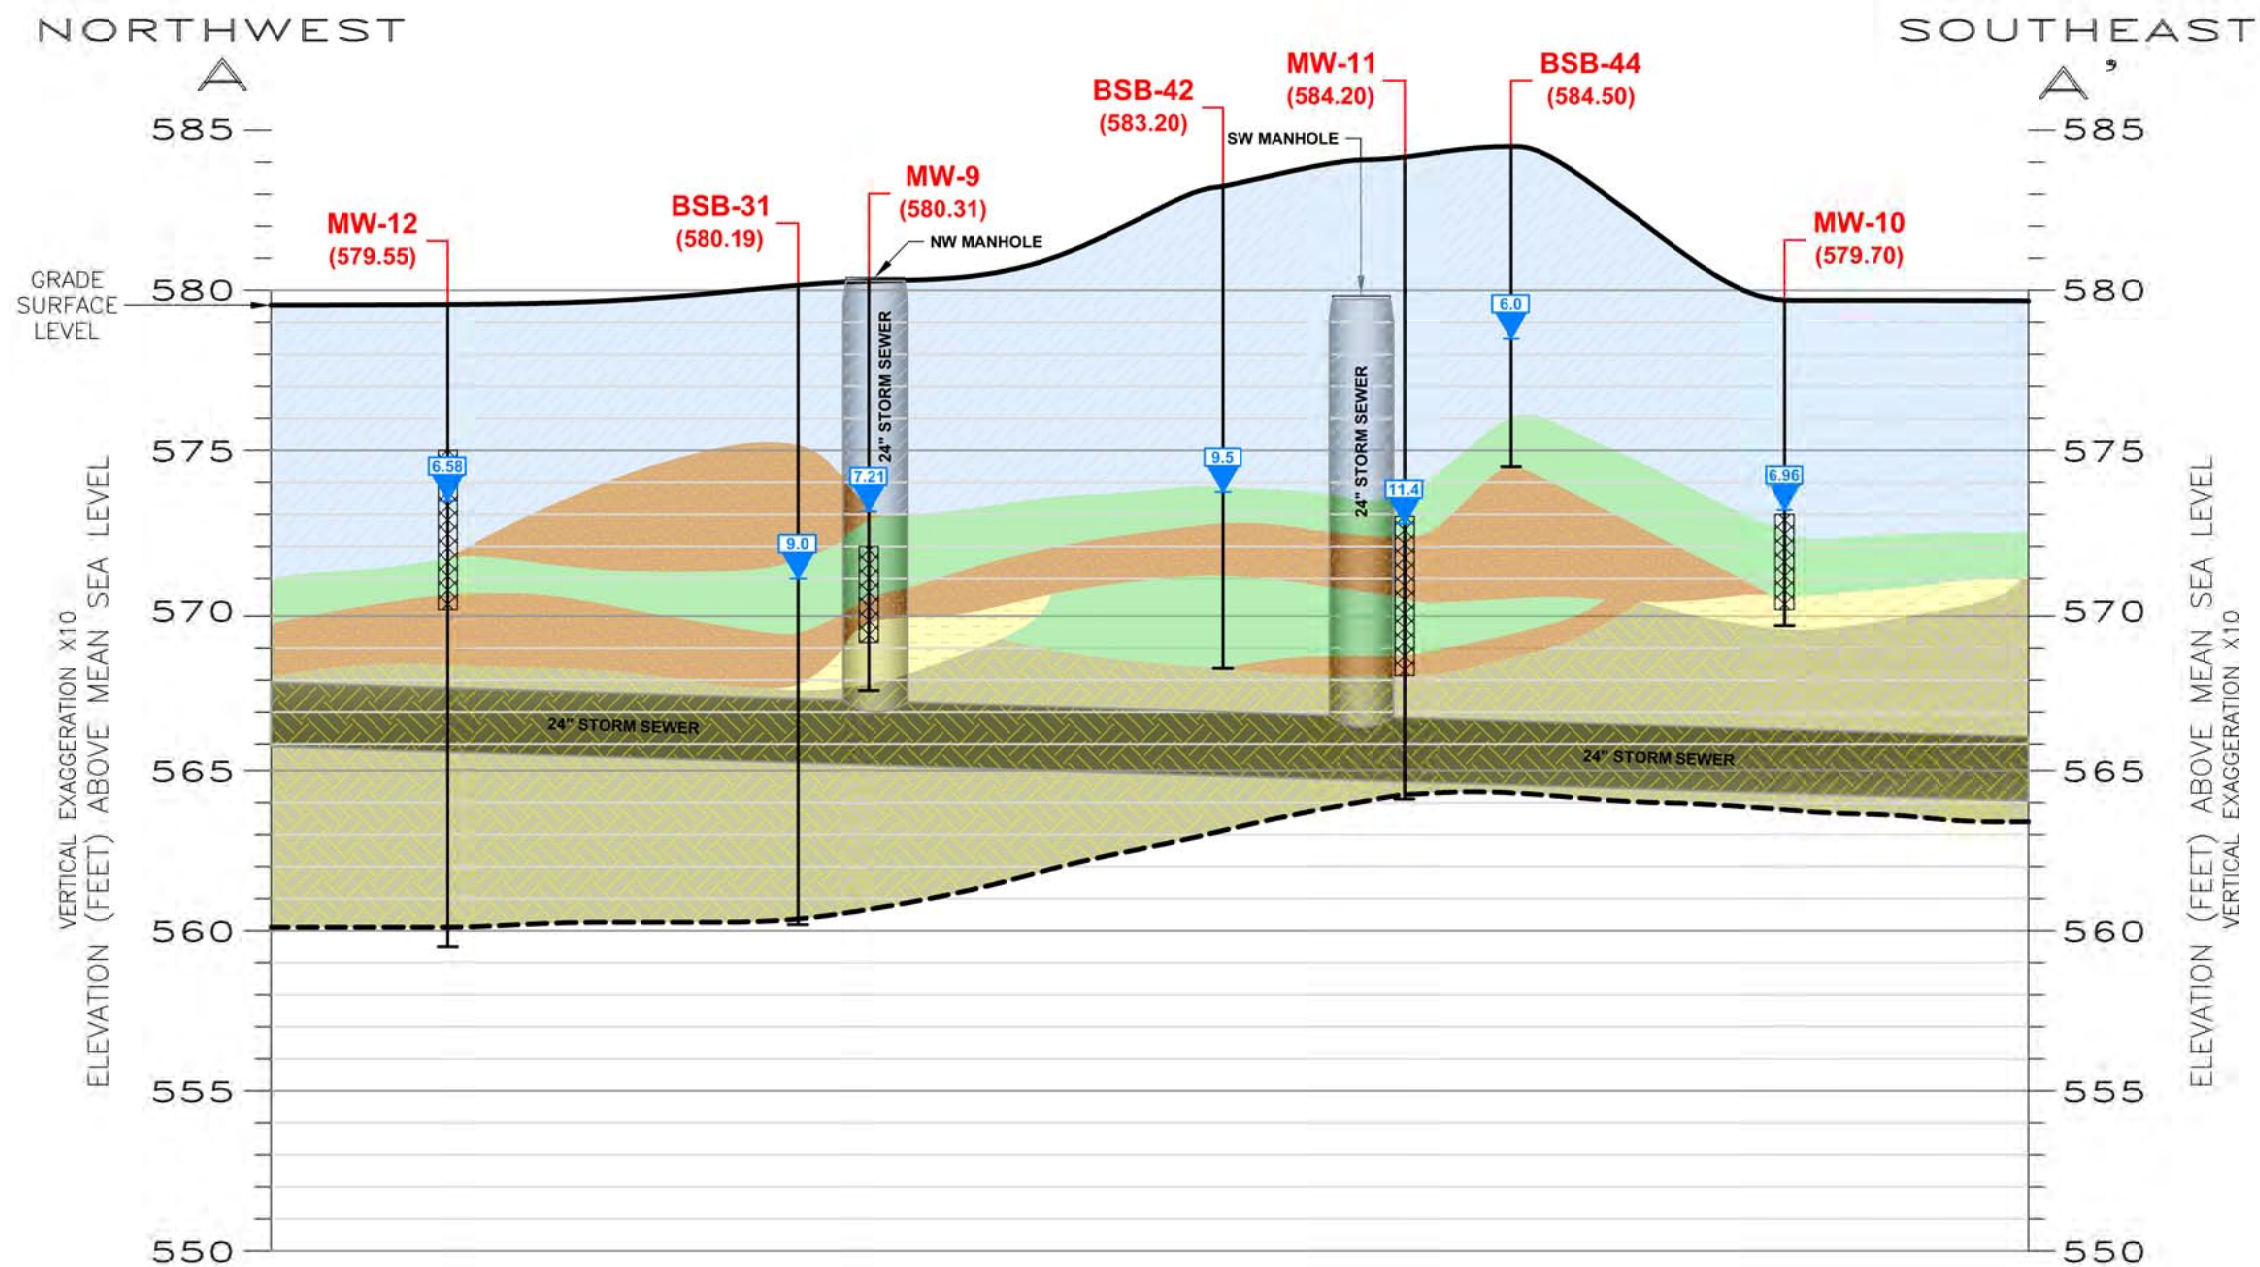 NORTHWEST
A
SOUTHEAST
A'
MW-12
(579.55)
BSB-31
(580.19)
MW-9
(580.31)
NW MANHOLE
BSB-42
(583.20)
SW MANHOLE
MW-11
(584.20)
BSB-44
(584.50)
MW-10
(579.70)
GRADE
SURFACE
LEVEL
585
580
575
570
565
560
555
550
585
580
575
570
565
560
555
550
VERTICAL EXAGGERATION X10
ELEVATION (FEET) ABOVE MEAN SEA LEVEL
ELEVATION (FEET) ABOVE MEAN SEA LEVEL
VERTICAL EXAGGERATION X10
6.58
9.0
7.21
9.5
11.4
6.0
6.96
24" STORM SEWER
24" STORM SEWER
24" STORM SEWER
24" STORM SEWER